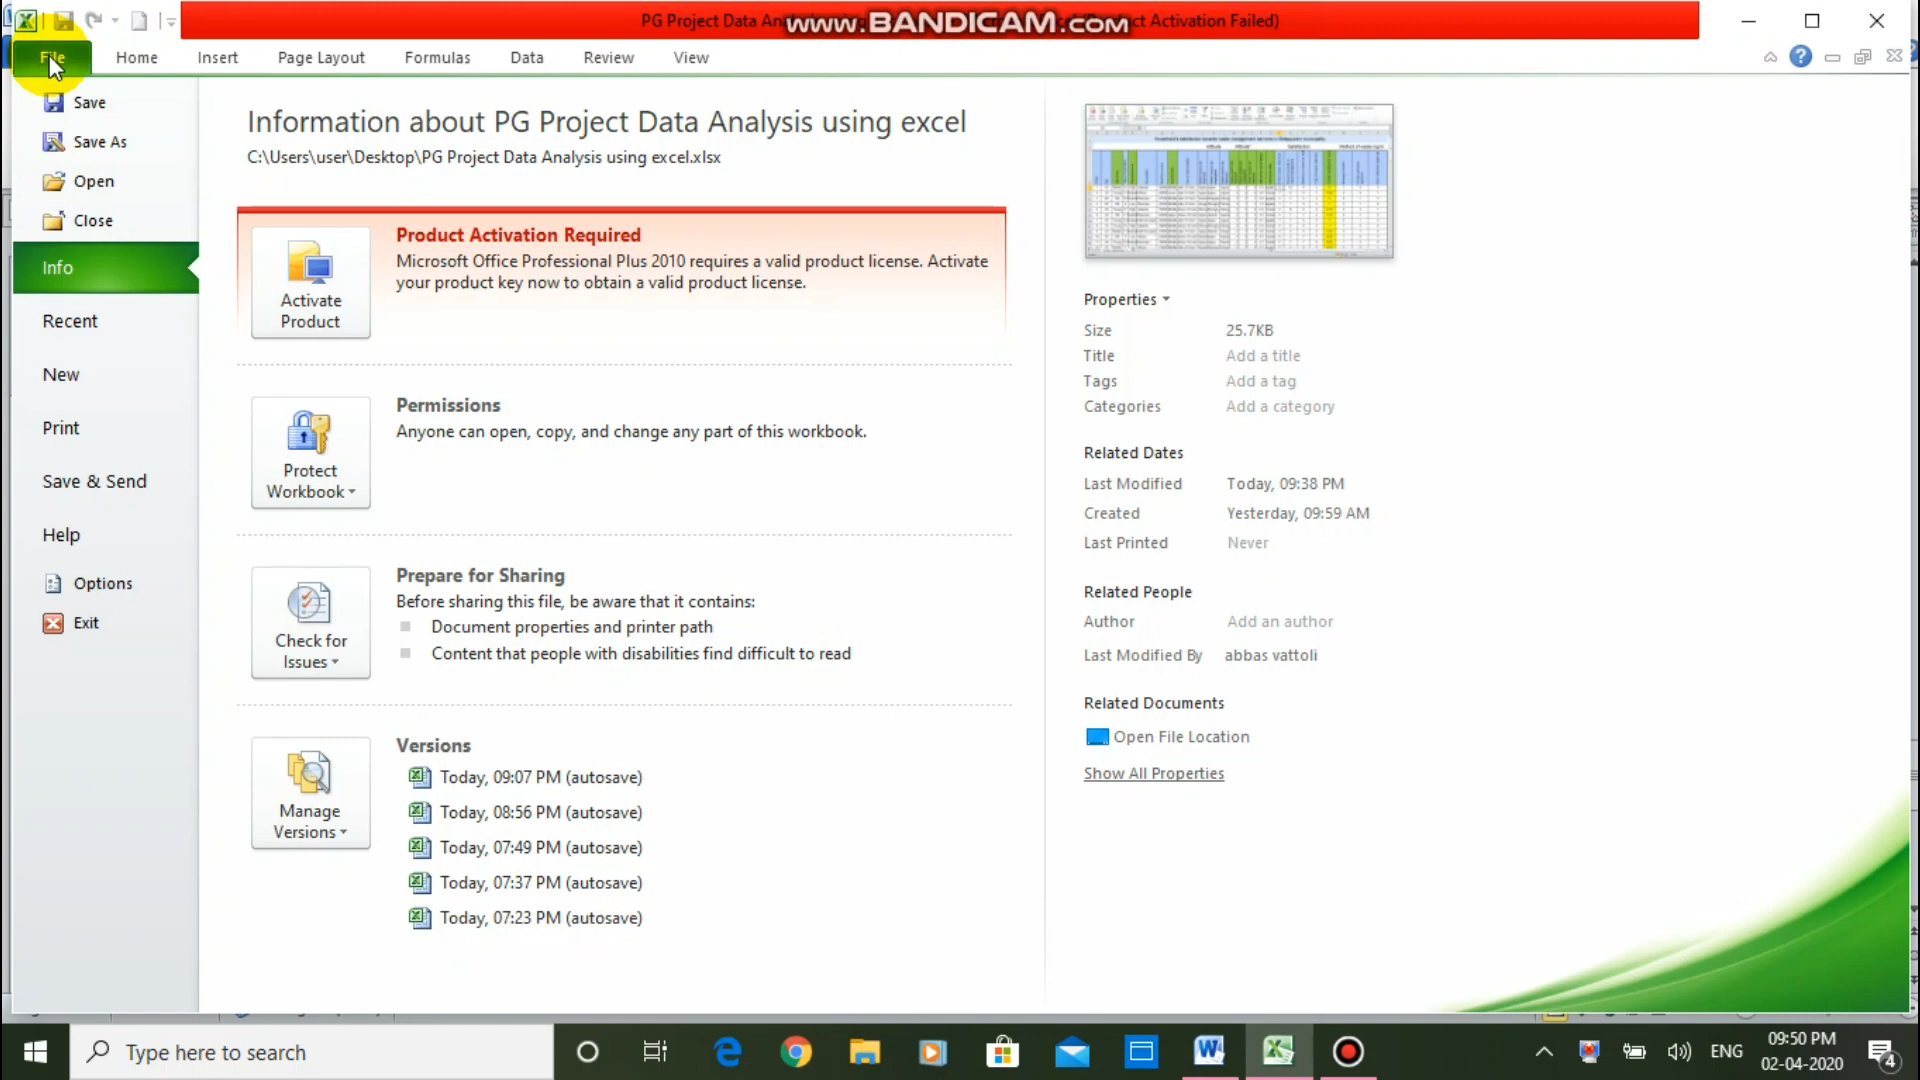 PG Project Data
www.BANDICAM.com
Activation Failed)
File
Home
Insert
Page Layout
Formulas
Data
Review
View
Save
Save As
Open
Close
Info
Recent
New
Print
Save & Send
Help
Options
Exit
Information about PG Project Data Analysis using excel
C:\Users\user\Desktop\PG Project Data Analysis using excel.xlsx
Activate
Product
Product Activation Required
Microsoft Office Professional Plus 2010 requires a valid product license. Activate
your product key now to obtain a valid product license.
Protect
Workbook
Permissions
Anyone can open, copy, and change any part of this workbook.
Check for
Issues
Prepare for Sharing
Before sharing this file, be aware that it contains:
Document properties and printer path
Content that people with disabilities find difficult to read
Manage
Versions
Versions
Today, 09:07 PM (autosave)
Today, 08:56 PM (autosave)
Today, 07:49 PM (autosave)
Today, 07:37 PM (autosave)
Today, 07:23 PM (autosave)
Properties
Size 25.7KB
Title Add a title
Tags Add a tag
Categories Add a category
Related Dates
Last Modified Today, 09:38 PM
Created Yesterday, 09:59 AM
Last Printed Never
Related People
Author Add an author
Last Modified By abbas vattoli
Related Documents
Open File Location
Show All Properties
Type here to search
ENG
09:50 PM
02-04-2020
4